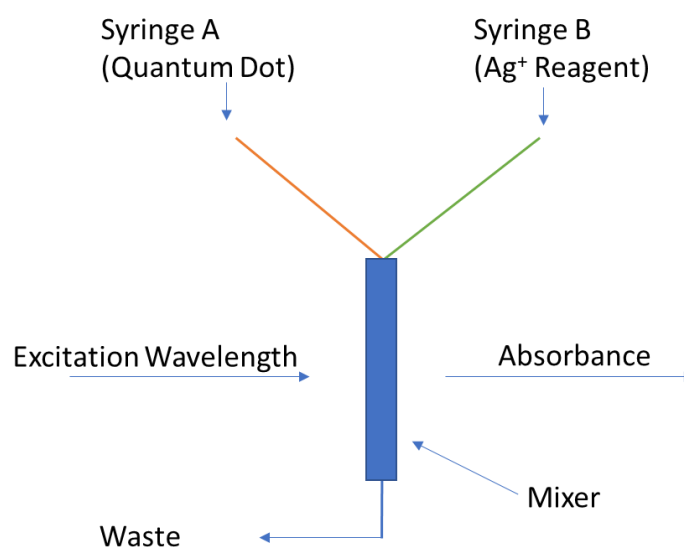 Syringe A
(Quantum Dot)
Syringe B
(Ag⁺ Reagent)
Excitation Wavelength
Absorbance
Mixer
Waste